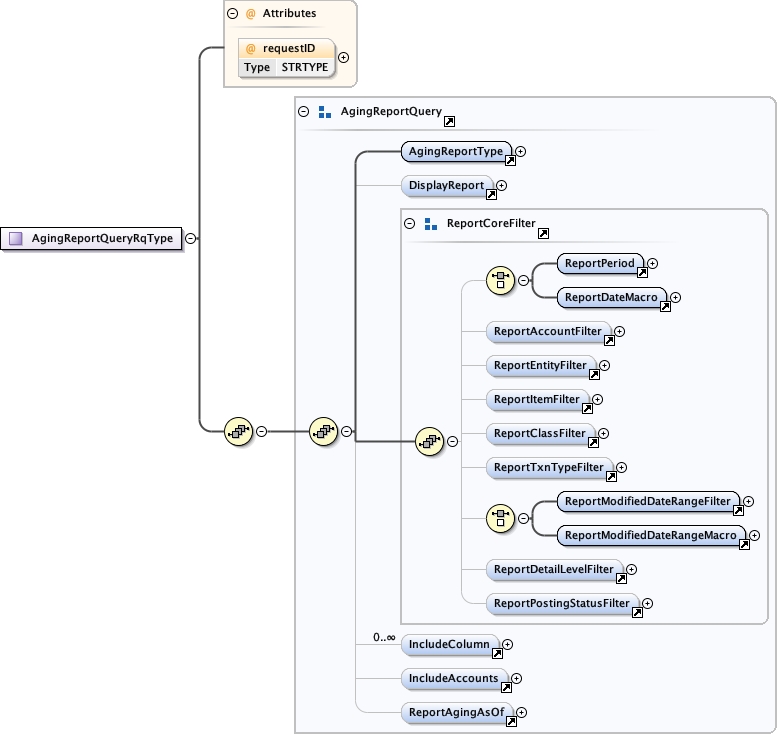 @ Attributes
@ requestID
Type STRTYPE
AgingReportQuery
AgingReportType
DisplayReport
ReportCoreFilter
AgingReportQueryRqType
ReportPeriod
ReportDateMacro
ReportAccountFilter
ReportEntityFilter
ReportItemFilter
ReportClassFilter
ReportTxnTypeFilter
ReportModifiedDateRangeFilter
ReportModifiedDateRangeMacro
ReportDetailLevelFilter
ReportPostingStatusFilter
0..∞
IncludeColumn
IncludeAccounts
ReportAgingAsOf